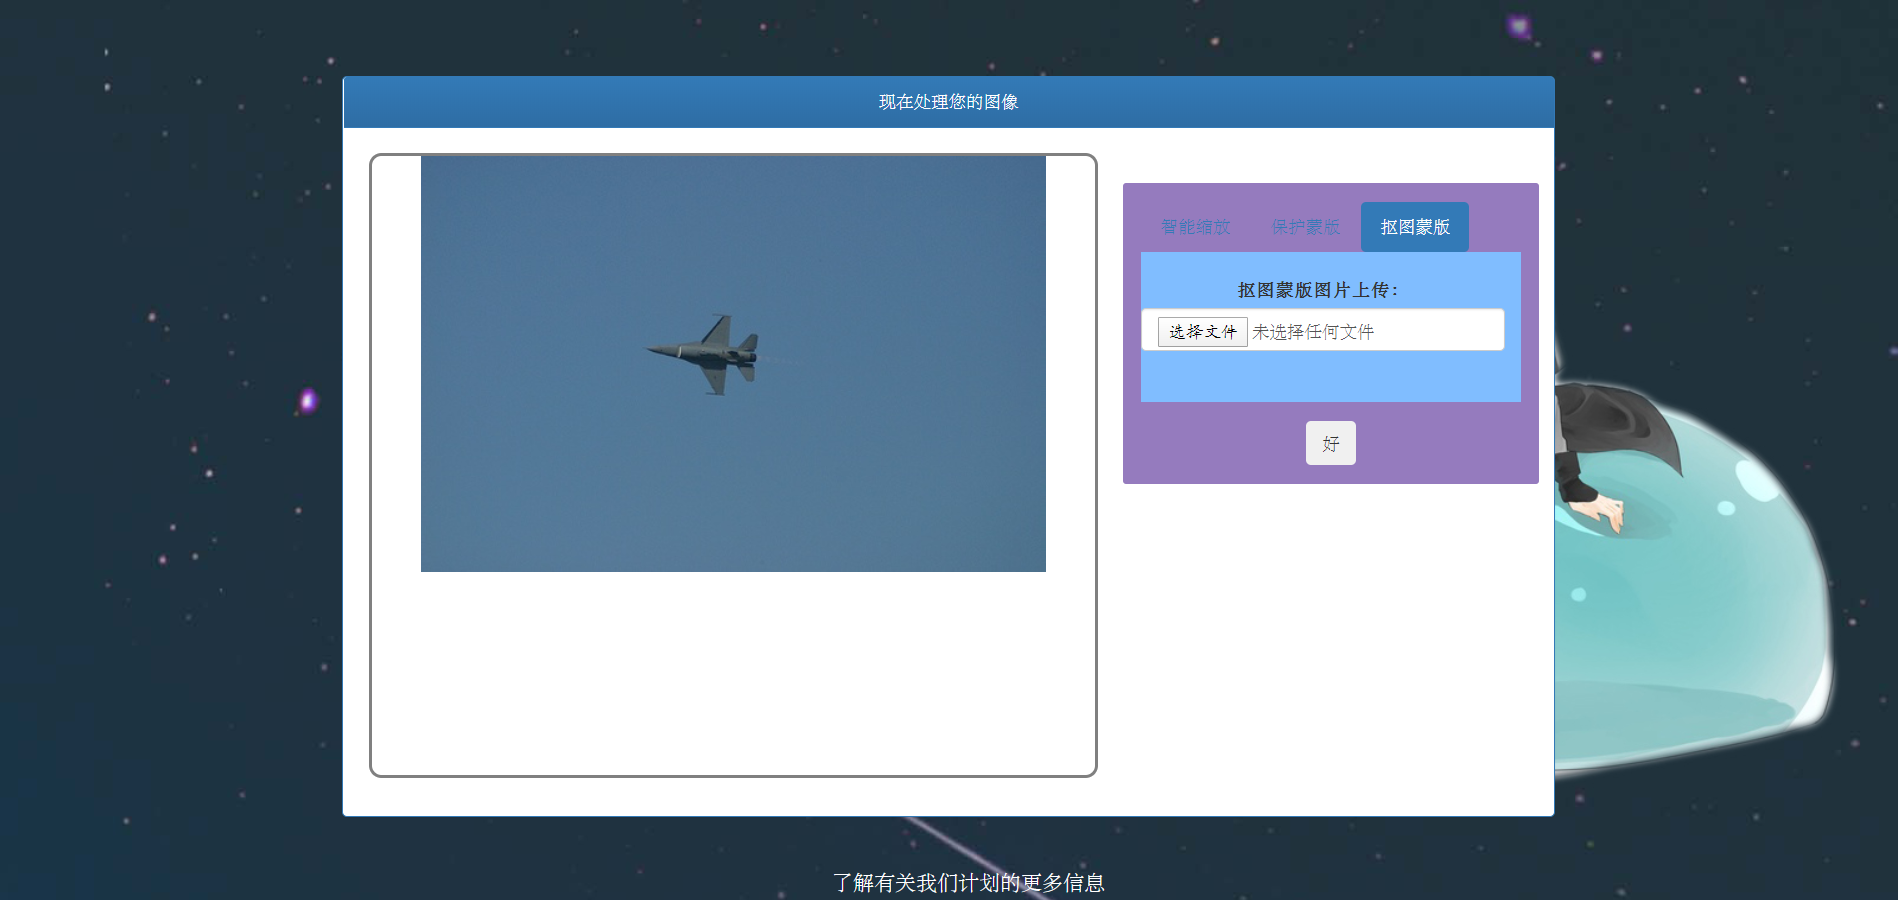 现在处理您的图像
智能缩放 保护蒙版 抠图蒙版
抠图蒙版图片上传：
选择文件 未选择任何文件
好
了解有关我们计划的更多信息